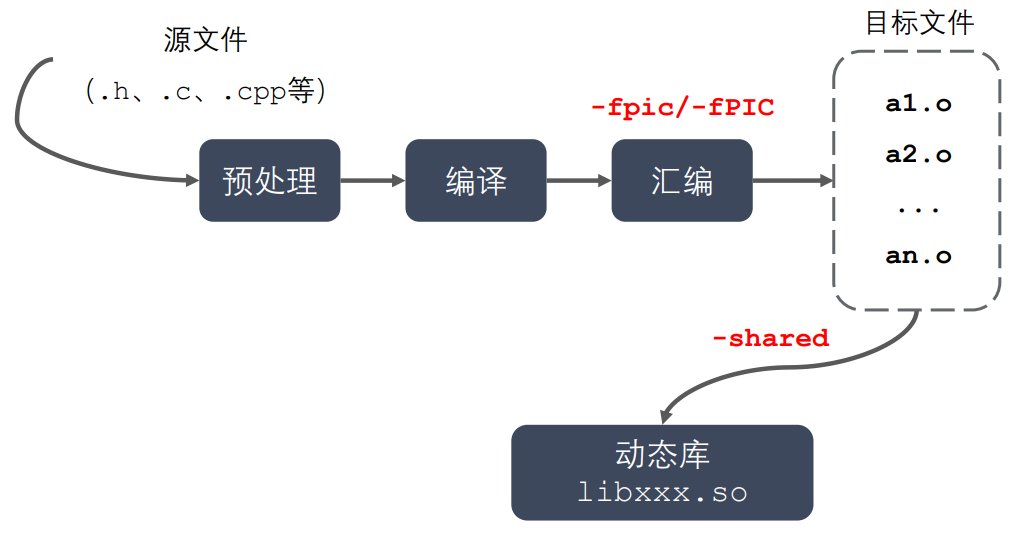 源文件
（.h、.c、.cpp等）
目标文件
-fpic/-fPIC
预处理
编译
汇编
a1.o
a2.o
...
an.o
-shared
动态库
libxxx.so